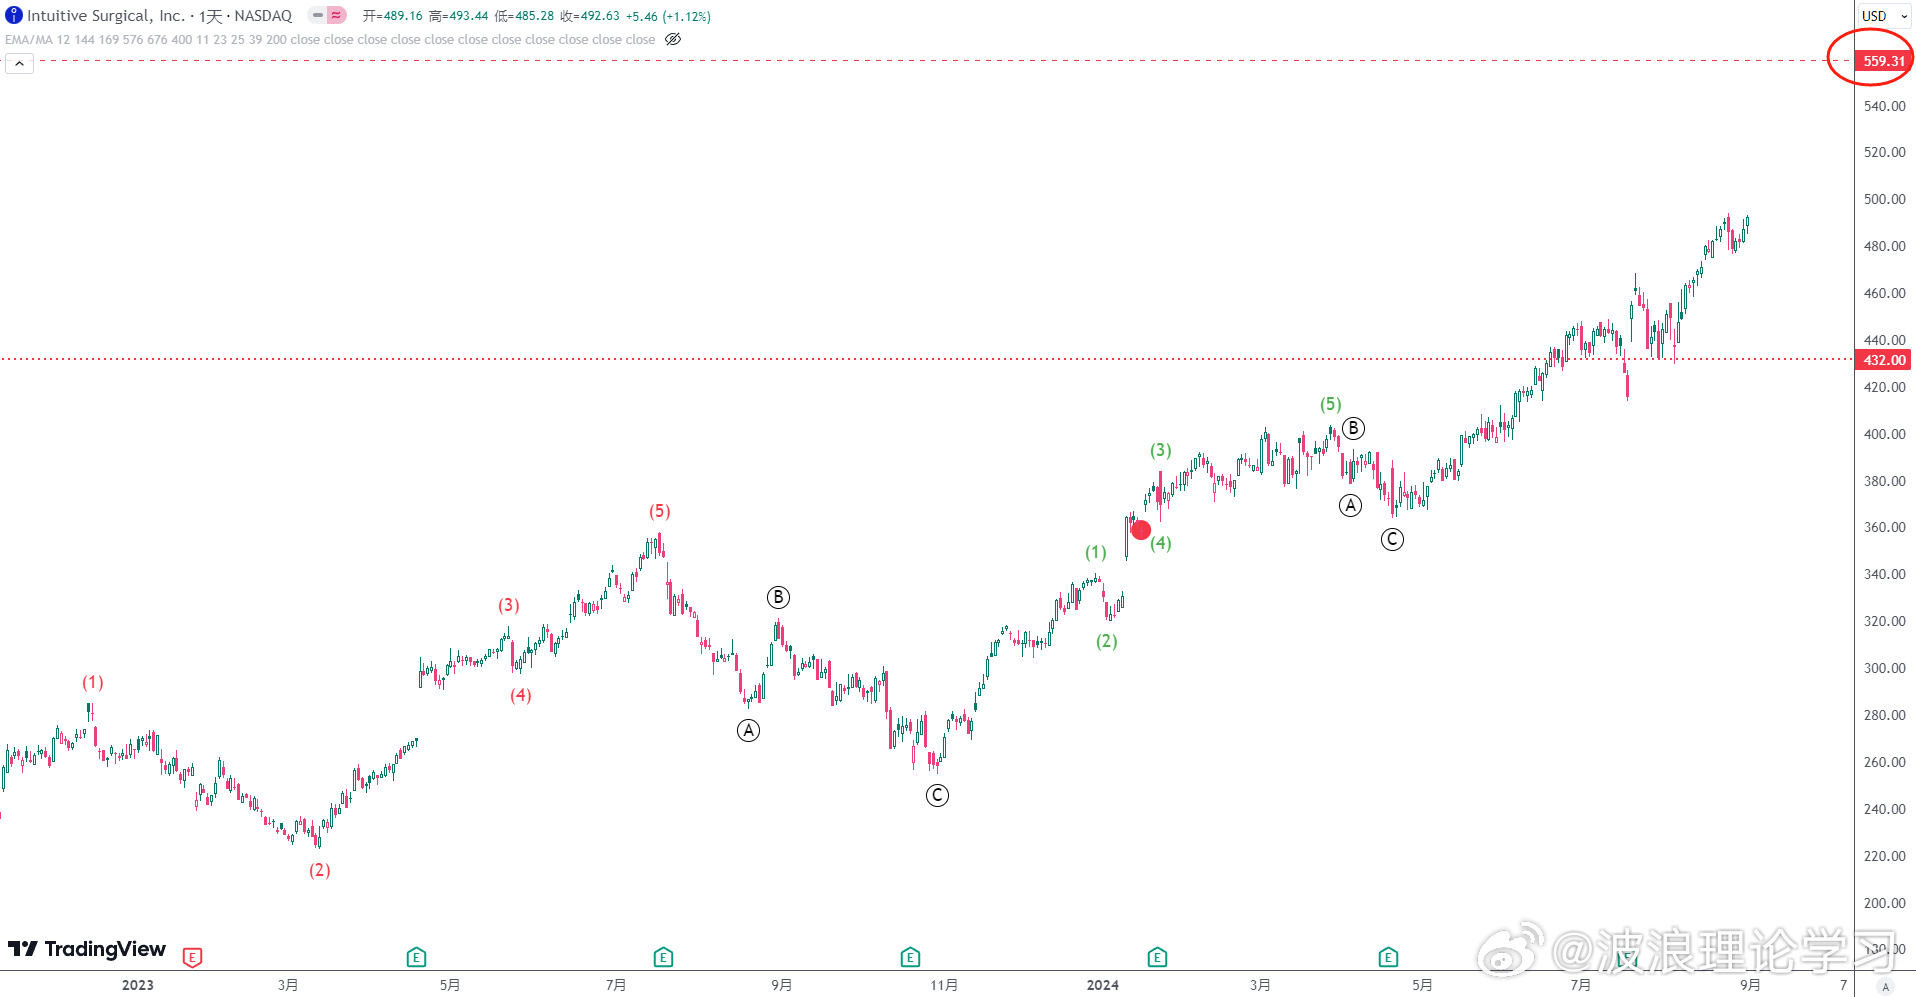 Intuitive Surgical, Inc. · 1天 · NASDAQ 开=489.16 高=493.44 低=485.28 收=492.63 +5.46 (+1.12%)
USD
EMA/MA 12 144 169 576 676 400 11 23 25 39 200 close close close close close close close close close close close
559.31
540.00
520.00
500.00
480.00
460.00
440.00
432.00
420.00
(5)
B
400.00
(3)
380.00
A
(5)
360.00
C
(4)
(1)
340.00
B
(3)
320.00
(2)
300.00
(1)
(4)
280.00
A
260.00
C
240.00
220.00
(2)
200.00
TradingView
E E E E E E E
@波浪理论学习
2023 3月 5月 7月 9月 11月 2024 3月 5月 7月 9月 7
A